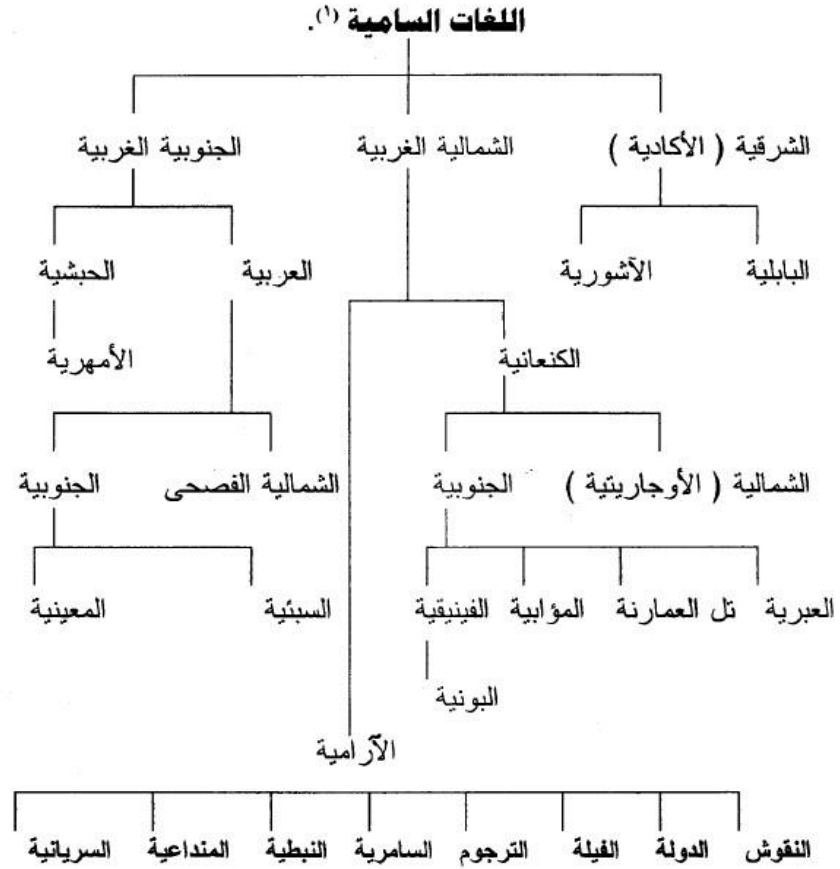 اللغات السامية (١).
الشرقية ( الأكادية ) الشمالية الغربية الجنوبية الغربية
البابلية الآشورية العربية الحبشية
الكنعانية الأمهرية
الشمالية ( الأوجاريتية ) الجنوبية الشمالية الفصحى الجنوبية
العبرية تل العمارنة المؤابية الفينيقية السبئية المعينية
البونية
الآرامية
النقوش الدولة الفيلة الترجوم السامرية النبطية المنداعية السريانية